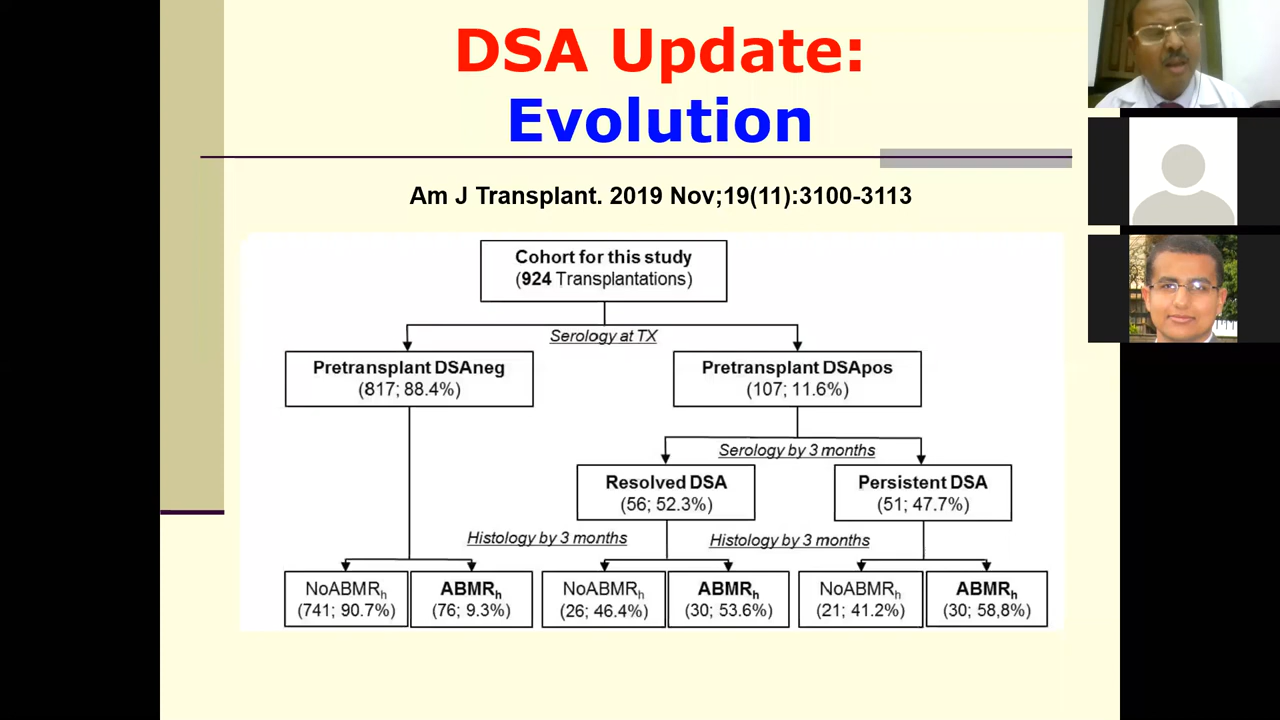 DSA Update:
Evolution
Am J Transplant. 2019 Nov;19(11):3100-3113
Cohort for this study
(924 Transplantations)
Serology at TX
Pretransplant DSAneg
(817; 88.4%)
Pretransplant DSApos
(107; 11.6%)
Serology by 3 months
Resolved DSA
(56; 52.3%)
Persistent DSA
(51; 47.7%)
Histology by 3 months
Histology by 3 months
NoABMRh
(741; 90.7%)
ABMRh
(76; 9.3%)
NoABMRh
(26; 46.4%)
ABMRh
(30; 53.6%)
NoABMRh
(21; 41.2%)
ABMRh
(30; 58,8%)